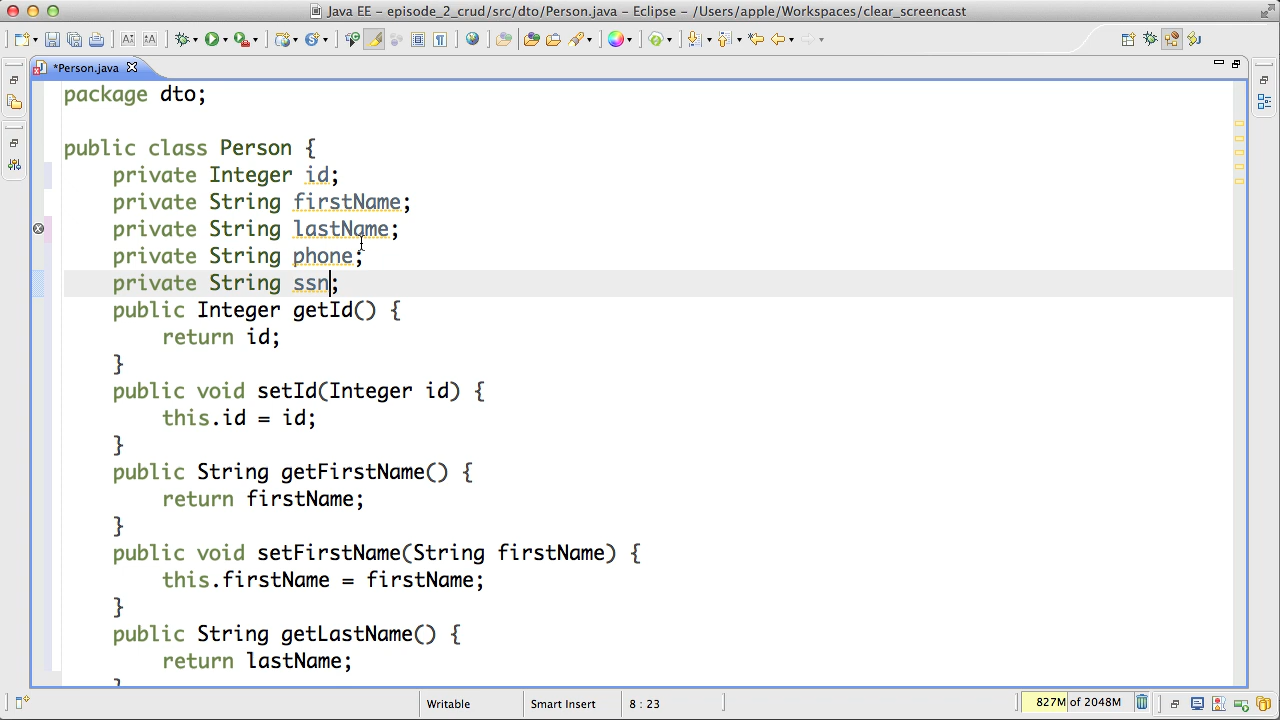 Java EE - episode_2_crud/src/dto/Person.java - Eclipse - /Users/apple/Workspaces/clear_screencast
*Person.java
package dto;
public class Person {
private Integer id;
private String firstName;
private String lastName;
private String phone;
private String ssn;
public Integer getId() {
return id;
}
public void setId(Integer id) {
this.id = id;
}
public String getFirstName() {
return firstName;
}
public void setFirstName(String firstName) {
this.firstName = firstName;
}
public String getLastName() {
return lastName;
}
Writable
Smart Insert
8 : 23
827M of 2048M